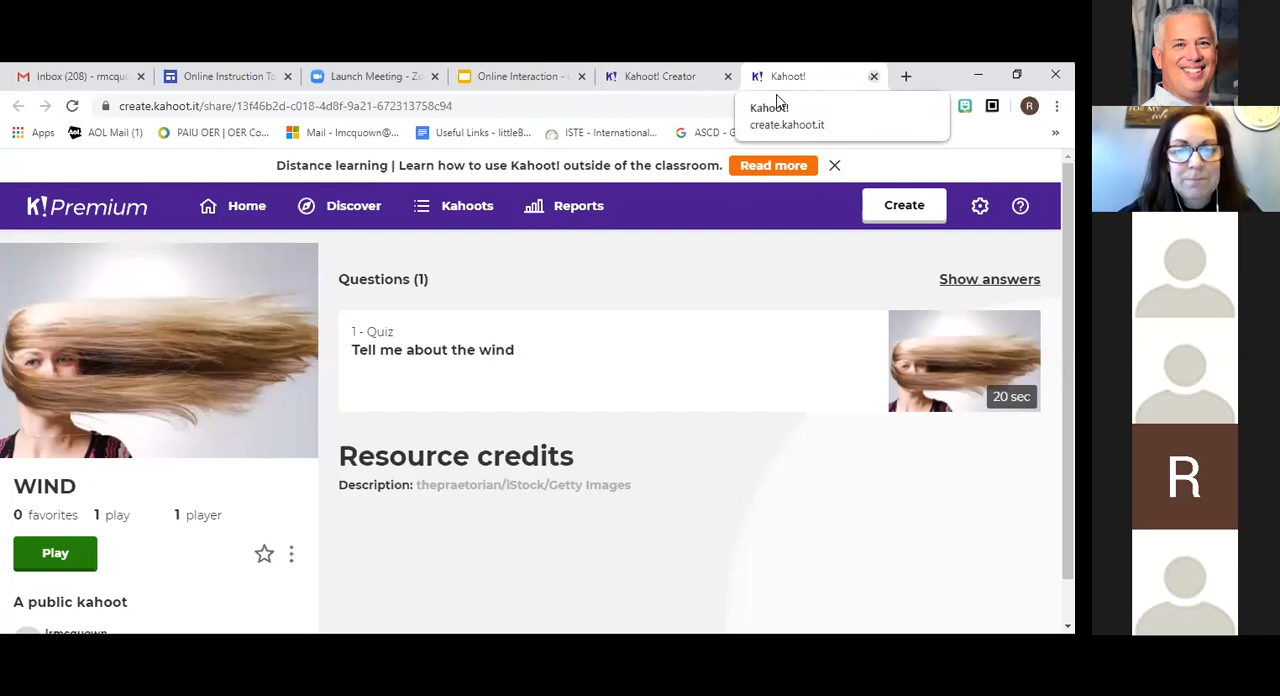 inbox (208) - rmcqu
Online Instruction To
Launch Meeting - Zo
Online Interaction -
K! Kahoot! Creator
K! Kahoot!
create.kahoot.it/share/13f46b2d-c018-4d8f-9a21-672313758c94
R
Kahoot!
create.kahoot.it
Apps
AOL Mail (1)
PAIU OER | OER Co...
Mail - lmcquown@...
Useful Links - littleB...
ISTE - International...
ASCD - G
»
Distance learning | Learn how to use Kahoot! outside of the classroom.
Read more
K! Premium
Home
Discover
Kahoots
Reports
Create
Questions (1)
Show answers
1 - Quiz
Tell me about the wind
20 sec
Resource credits
Description: thepraetorian/iStock/Getty Images
WIND
0 favorites 1 play 1 player
Play
A public kahoot
lrmcquown
R